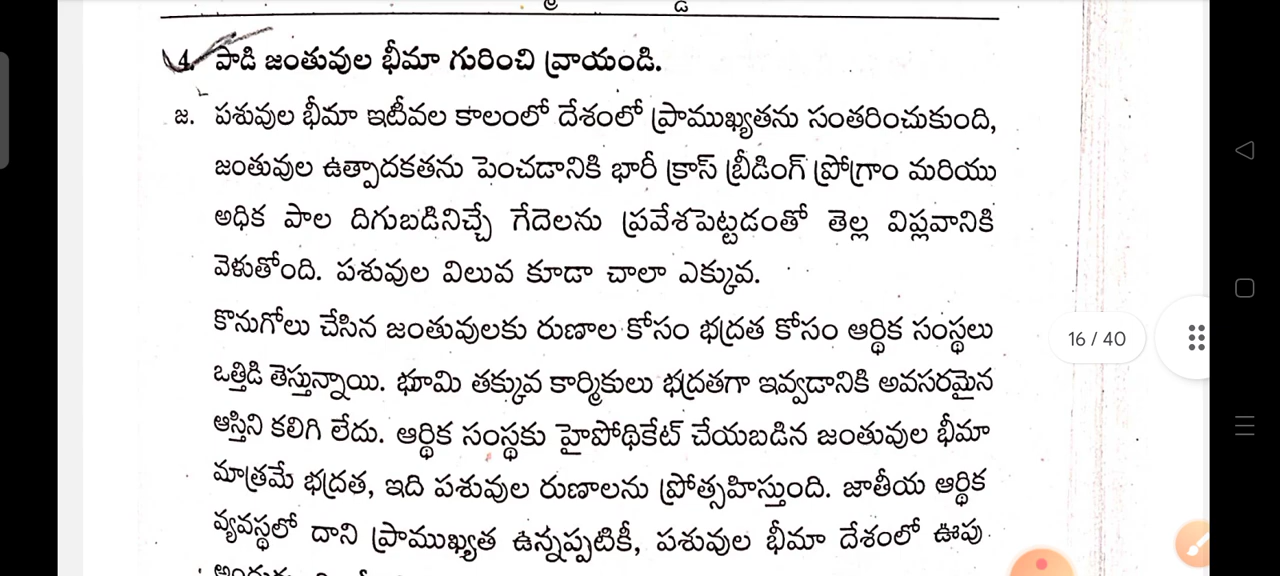 4. పాడి జంతువుల భీమా గురించి వ్రాయండి.
జ. పశువుల భీమా ఇటీవల కాలంలో దేశంలో ప్రాముఖ్యతను సంతరించుకుంది,
జంతువుల ఉత్పాదకతను పెంచడానికి భారీ క్రాస్ బ్రీడింగ్ ప్రోగ్రాం మరియు
అధిక పాల దిగుబడినిచ్చే గేదెలను ప్రవేశపెట్టడంతో తెల్ల విప్లవానికి
వెళుతోంది. పశువుల విలువ కూడా చాలా ఎక్కువ.
కొనుగోలు చేసిన జంతువులకు రుణాల కోసం భద్రత కోసం ఆర్థిక సంస్థలు
16 / 40
ఒత్తిడి తెస్తున్నాయి. భూమి తక్కువ కార్మికులు భద్రతగా ఇవ్వడానికి అవసరమైన
ఆస్తిని కలిగి లేదు. ఆర్థిక సంస్థకు హైపోథికేట్ చేయబడిన జంతువుల భీమా
మాత్రమే భద్రత, ఇది పశువుల రుణాలను ప్రోత్సహిస్తుంది. జాతీయ ఆర్థిక
వ్యవస్థలో దాని ప్రాముఖ్యత ఉన్నప్పటికీ, పశువుల భీమా దేశంలో ఊపు